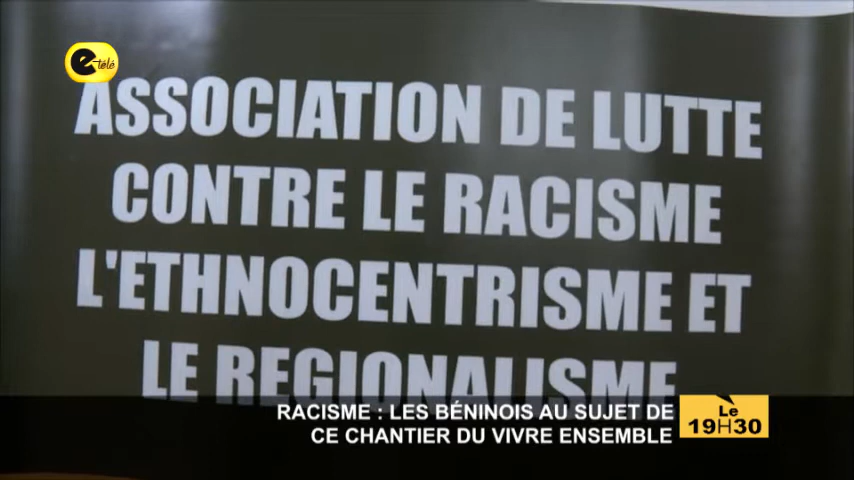 e-télé
ASSOCIATION DE LUTTE
CONTRE LE RACISME
L'ETHNOCENTRISME ET
LE REGIONALISME
RACISME : LES BÉNINOIS AU SUJET DE
CE CHANTIER DU VIVRE ENSEMBLE
Le
19H30